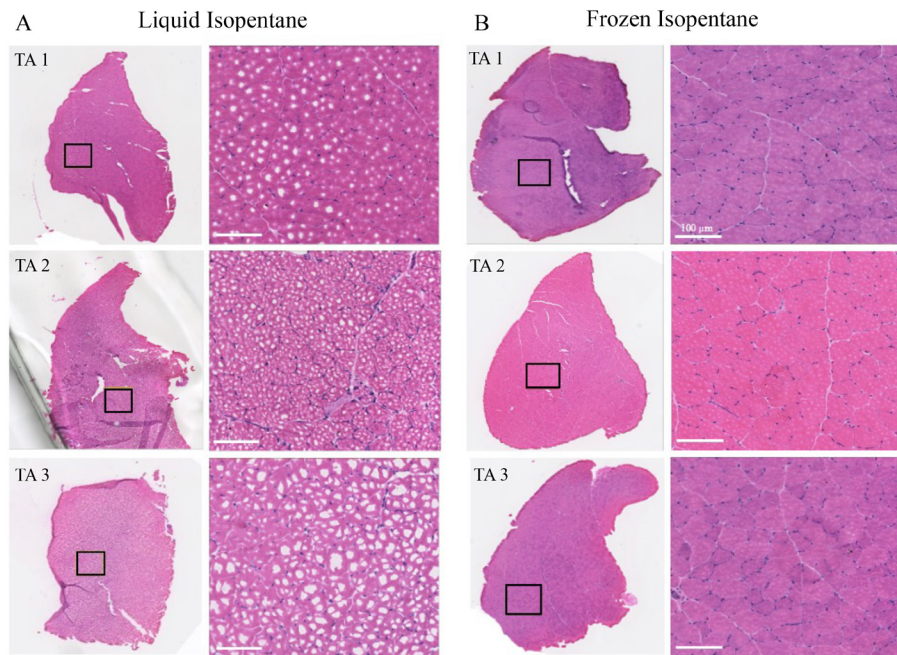 A Liquid Isopentane
B Frozen Isopentane
TA 1
TA 2
TA 3
TA 1
100 μm
TA 2
TA 3